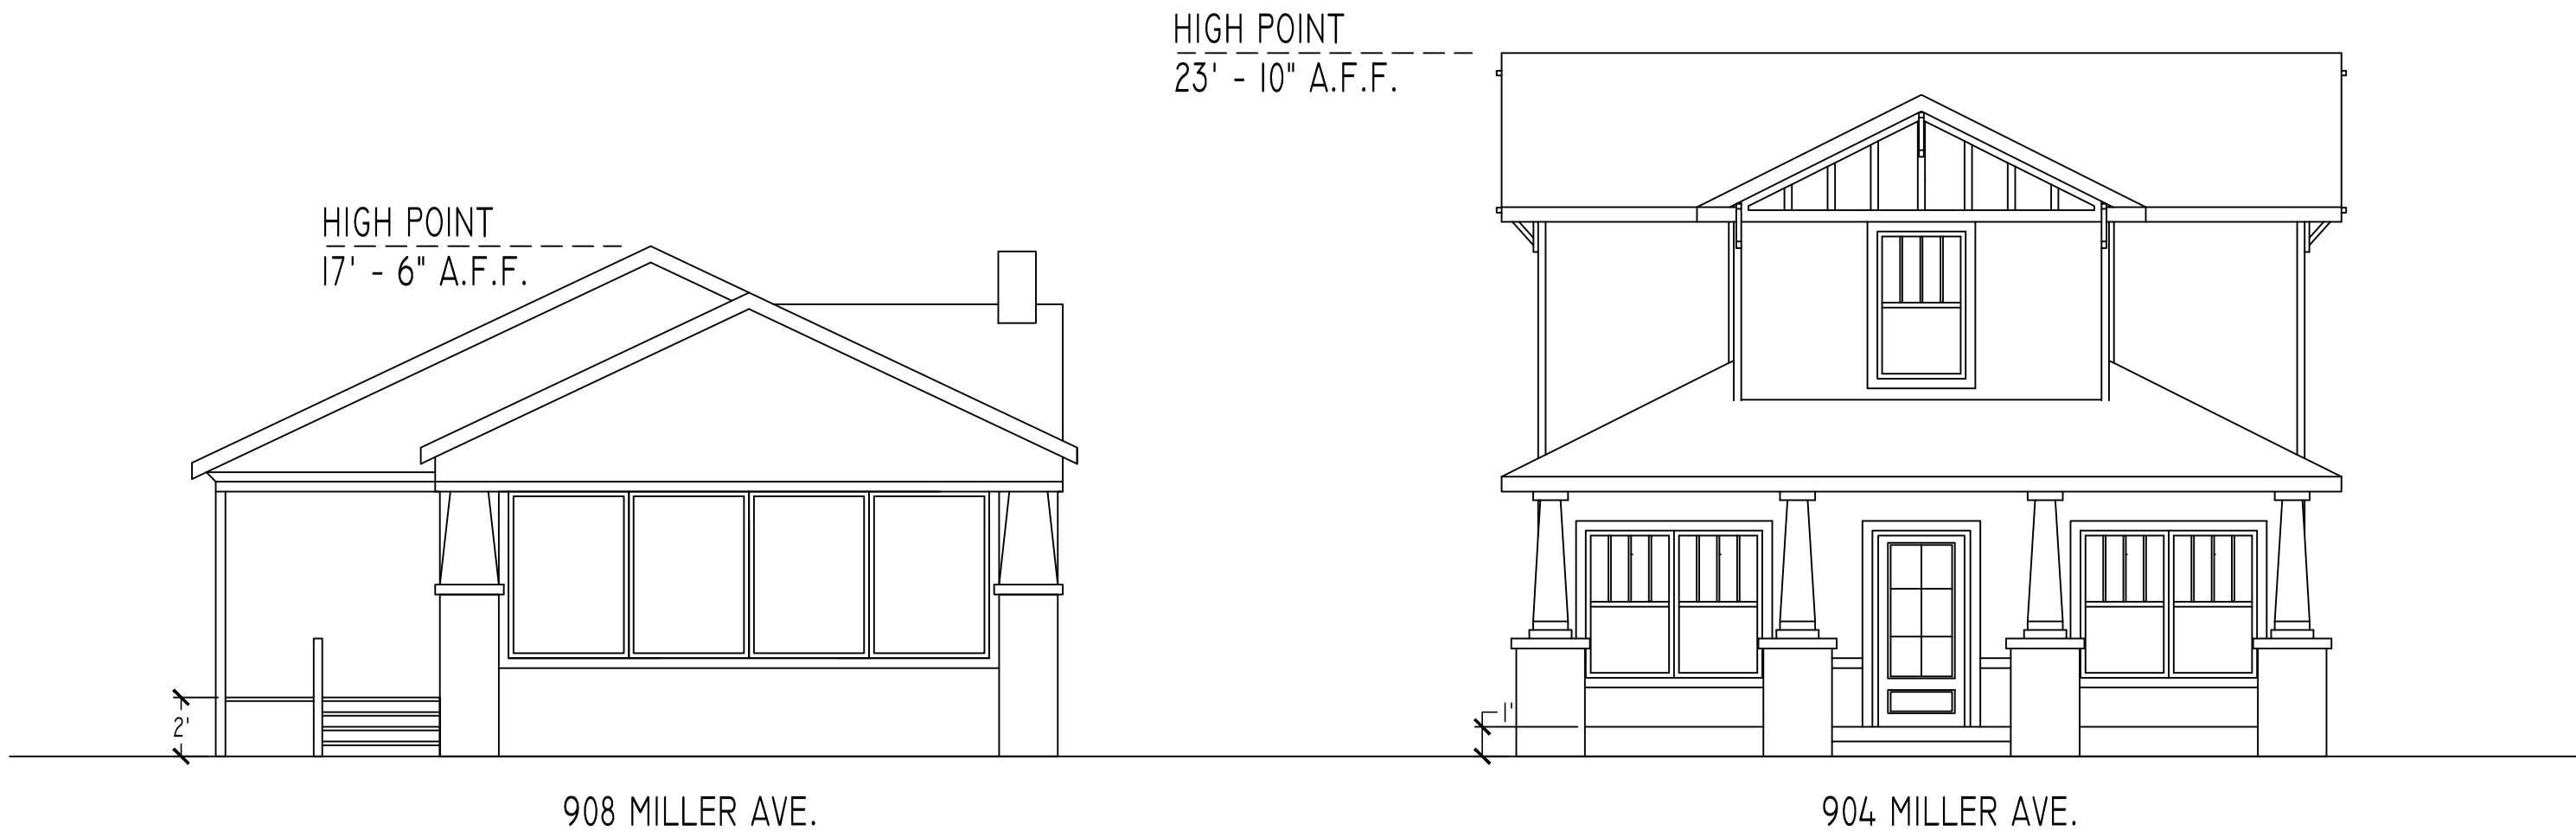 HIGH POINT
23' - 10" A.F.F.
HIGH POINT
17' - 6" A.F.F.
2'
1'
908 MILLER AVE.
904 MILLER AVE.